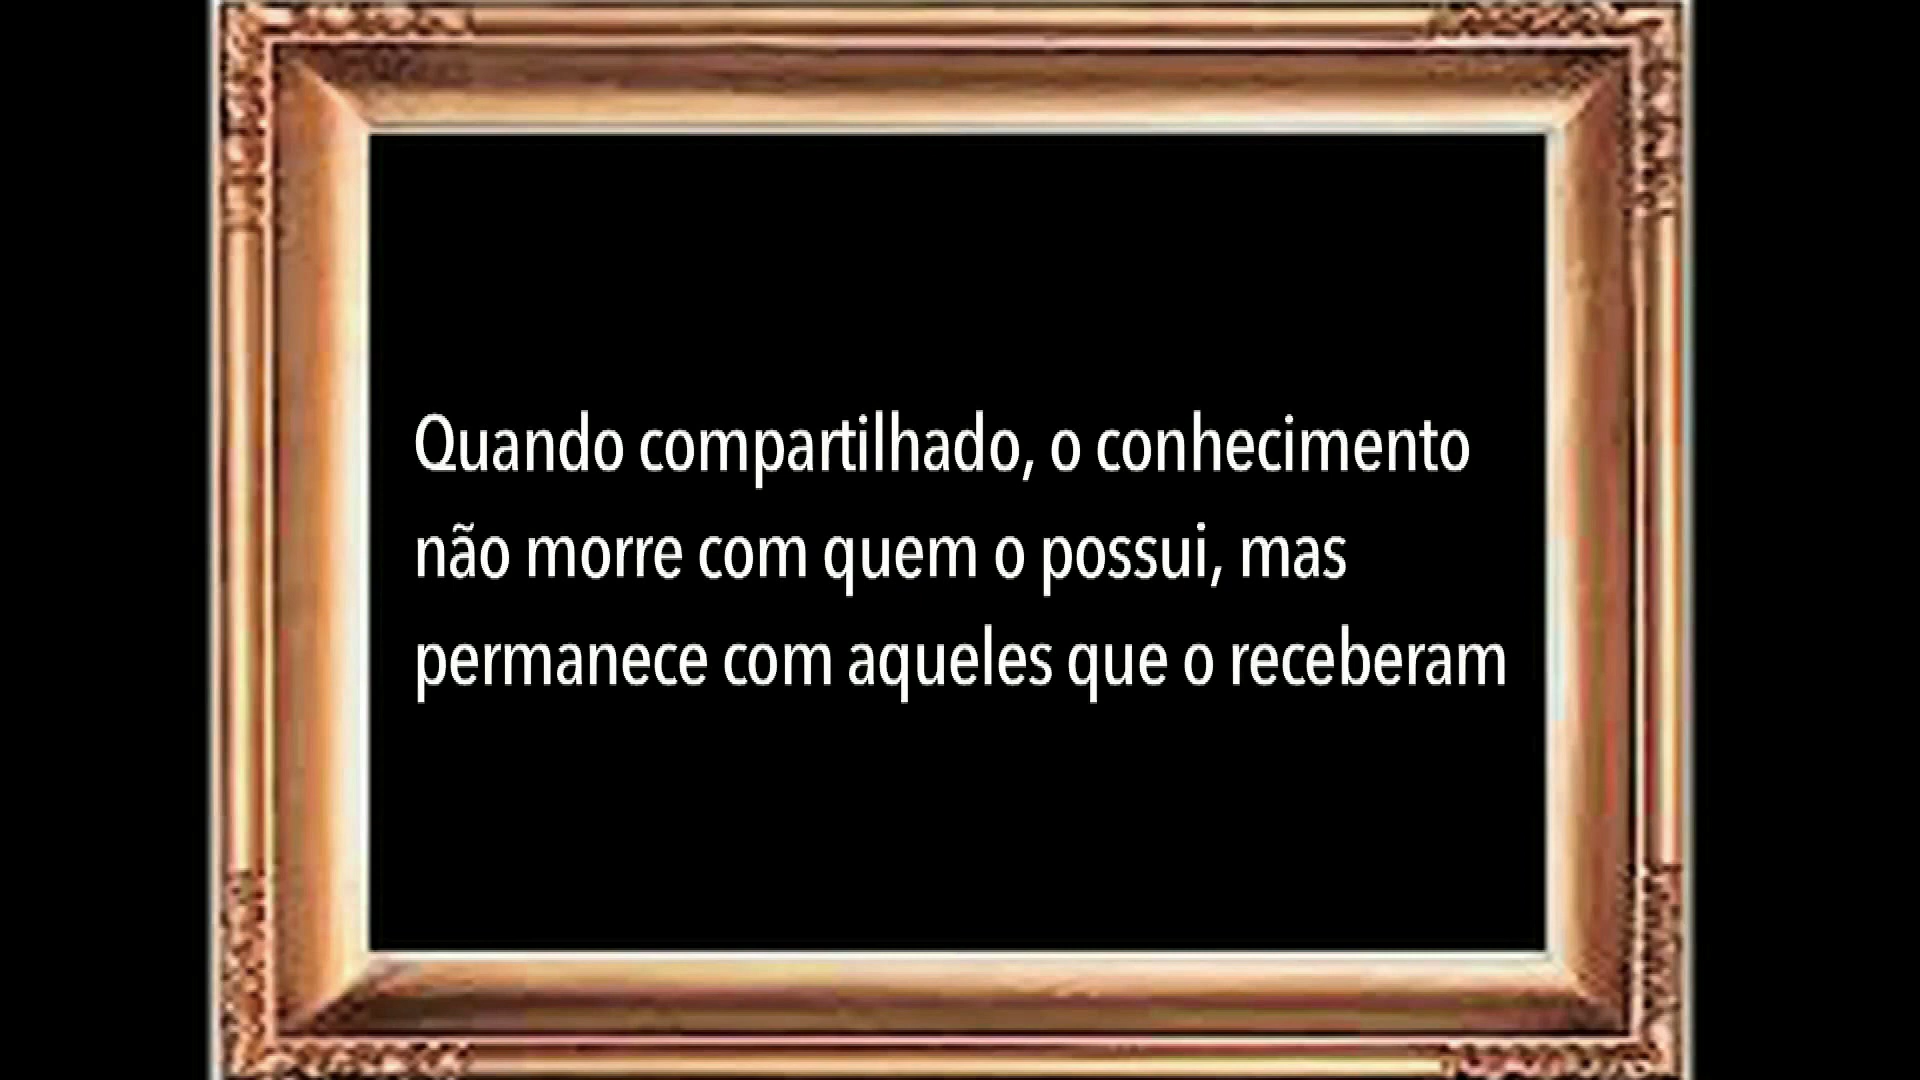 Quando compartilhado, o conhecimento
não morre com quem o possui, mas
permanece com aqueles que o receberam